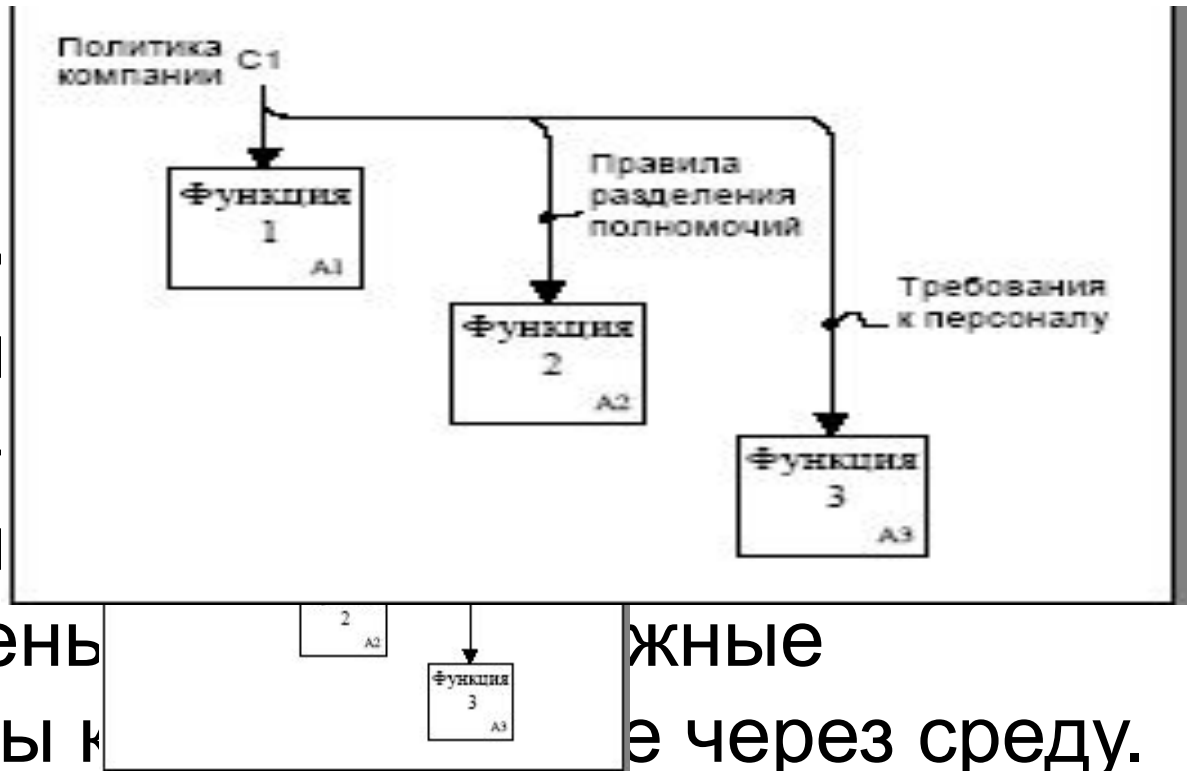 Политика
компании C1
Функция
1
A1
Правила
разделения
полномочий
Функция
2
A2
Требования
к персоналу
Функция
3
A3
2
A2
Функция
3
A3
жные
через среду.